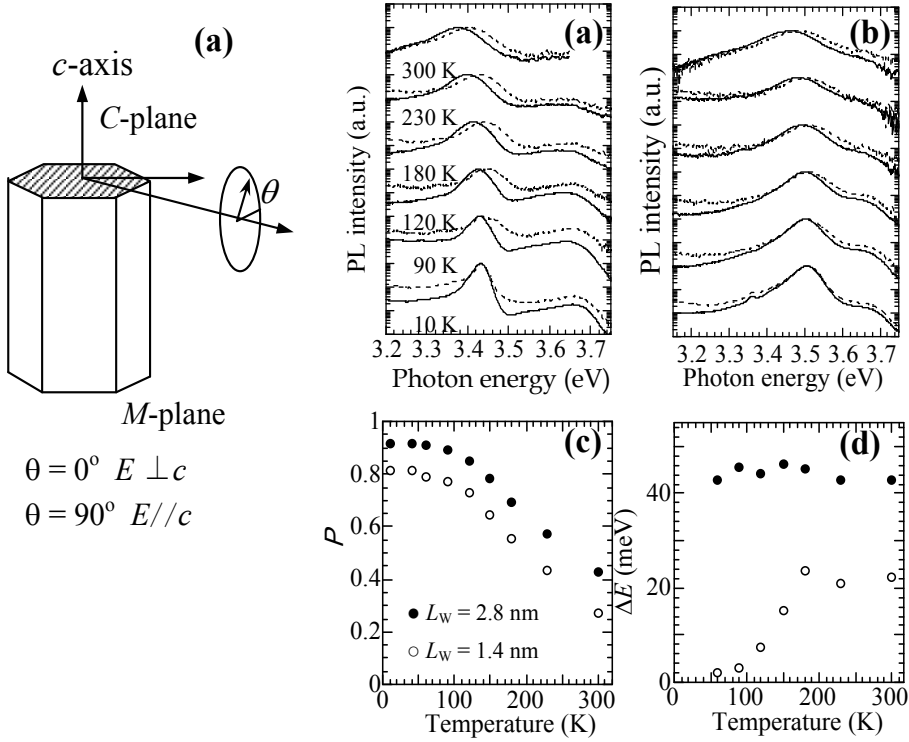 (a)
c-axis
C-plane
θ
M-plane
θ = 0° E ⊥ c
θ = 90° E//c
(a)
PL intensity (a.u.)
300 K
230 K
180 K
120 K
90 K
10 K
3.2 3.3 3.4 3.5 3.6 3.7
Photon energy (eV)
(b)
PL intensity (a.u.)
3.2 3.3 3.4 3.5 3.6 3.7
Photon energy (eV)
(c)
P
1
0.8
0.6
0.4
0.2
0
● L_W = 2.8 nm
○ L_W = 1.4 nm
0 100 200 300
Temperature (K)
(d)
ΔE (meV)
40
20
0
0 100 200 300
Temperature (K)